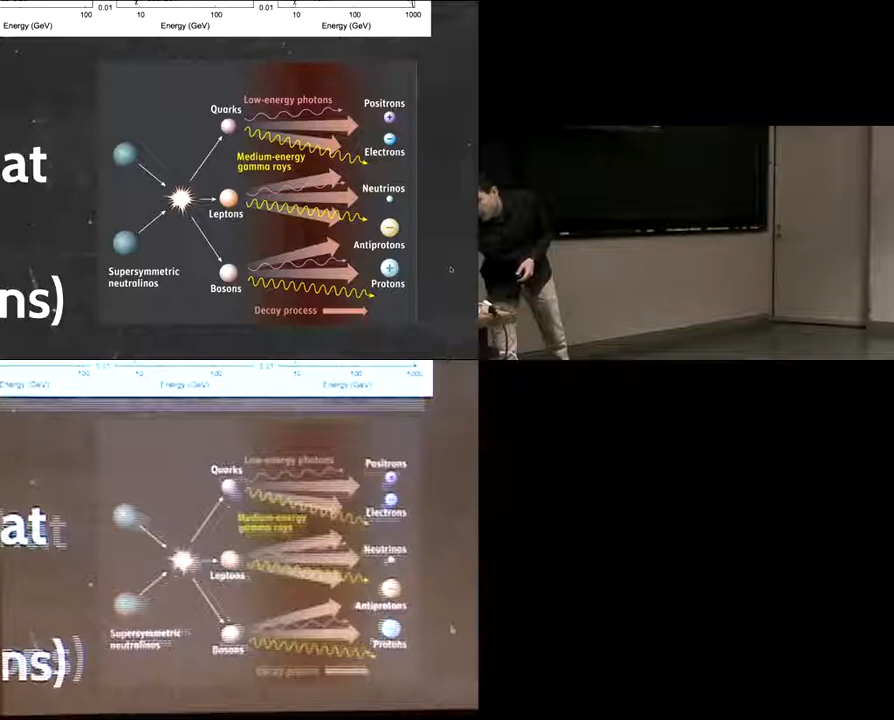 100
0.01
10
100
0.01
10
100
1000
Energy (GeV)
Energy (GeV)
Energy (GeV)
at
ns)
Quarks
Low-energy photons
Positrons
+
−
Electrons
Medium-energy
gamma rays
Neutrinos
Leptons
−
Antiprotons
Supersymmetric
neutralinos
Bosons
+
Protons
Decay process
100
0.01
10
100
0.01
10
100
1000
Energy (GeV)
Energy (GeV)
Energy (GeV)
at
ns)
Quarks
Low-energy photons
Positrons
+
−
Electrons
Medium-energy
gamma rays
Neutrinos
Leptons
−
Antiprotons
Supersymmetric
neutralinos
Bosons
+
Protons
Decay process